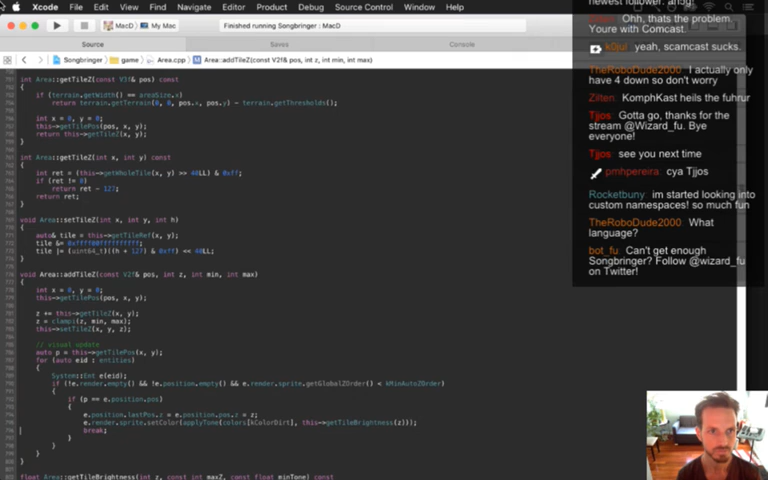 Xcode File Edit View Find Navigate Editor Product Debug Source Control Window Help
MacD My Mac Finished running Songbringer : MacD
Source Saves Console
Songbringer game Area.cpp Area::addTileZ(const V2f& pos, int z, int min, int max)
int Area::getTileZ(const V3f& pos) const
{
if (terrain.getWidth() == areaSize.x)
return terrain.getTerrain(0, 0, pos.x, pos.y) - terrain.getThresholds();
int x = 0, y = 0;
this->getTilePos(pos, x, y);
return this->getTileZ(x, y);
}
int Area::getTileZ(int x, int y) const
{
int ret = (this->getWholeTile(x, y) >> 48LL) & 0xff;
if (ret != 0)
return ret - 127;
return ret;
}
void Area::setTileZ(int x, int y, int h)
{
auto& tile = this->getTileRef(x, y);
tile |= (uint64_t)((h + 127) & 0xff) << 48LL;
}
void Area::addTileZ(const V2f& pos, int z, int min, int max)
{
int x = 0, y = 0;
this->getTilePos(pos, x, y);
z += this->getTileZ(x, y);
z = clampi(z, min, max);
this->setTileZ(x, y, z);
// visual update
auto p = this->getTilePos(x, y);
for (auto eid : entities)
{
System::Ent e(eid);
if (!e.render.empty() && !e.position.empty() && e.render.sprite.getGlobalZOrder() < kMinAutoZOrder)
{
if (p == e.position.pos)
{
e.position.lastPos.z = e.position.pos.z = z;
e.render.sprite.setColor(applyTone(colors[kColorDirt], this->getTileBrightness(z)));
break;
}
}
}
}
float Area::getTileBrightness(int z, const int maxZ, const float minTone) const
Ohh, thats the problem.
Youre with Comcast.
k0jul yeah, scamcast sucks.
TheRoboDude2000 I actually only
have 4 down so don't worry
Zilten KomphKast heils the fuhrur
Tjjos Gotta go, thanks for the
stream @Wizard_fu. Bye
everyone!
Tjjos see you next time
pmhpereira cya Tjjos
Rocketbuny im started looking into
custom namespaces! so much fun
TheRoboDude2000 What
language?
bot_fu Can't get enough
Songbringer? Follow @wizard_fu
on Twitter!